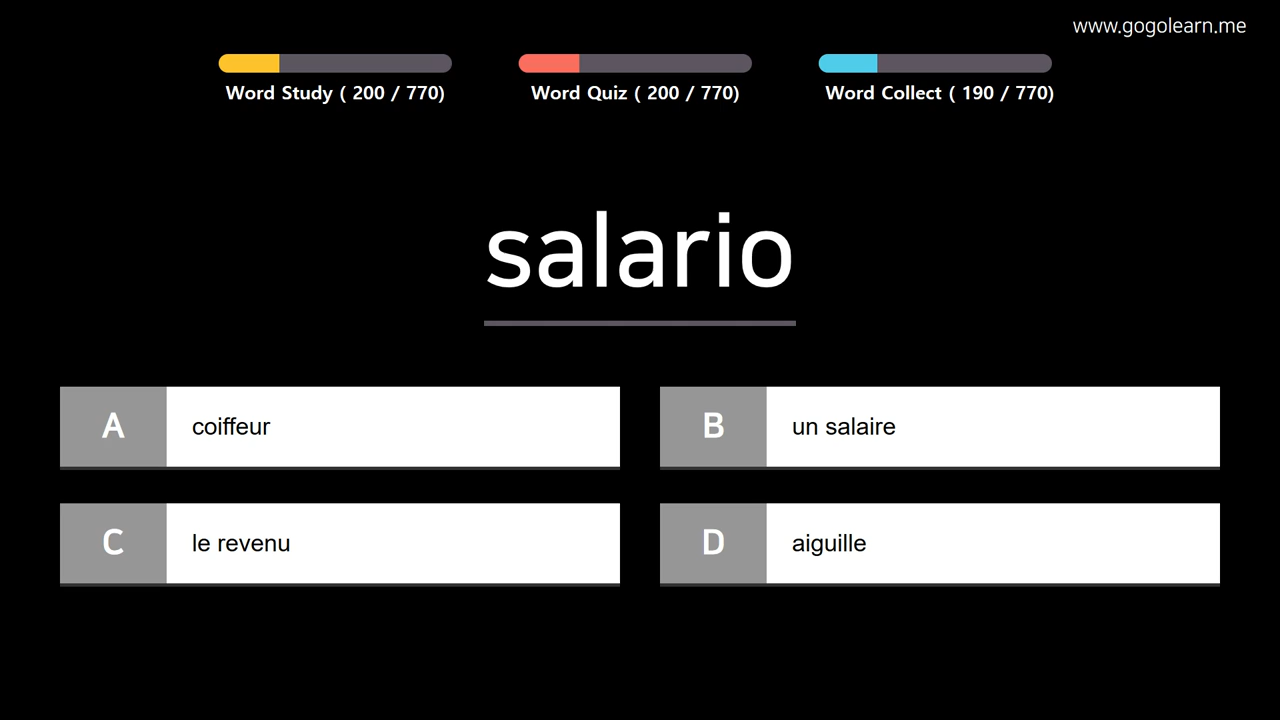 www.gogolearn.me
Word Study ( 200 / 770)
Word Quiz ( 200 / 770)
Word Collect ( 190 / 770)
salario
A coiffeur
B un salaire
C le revenu
D aiguille